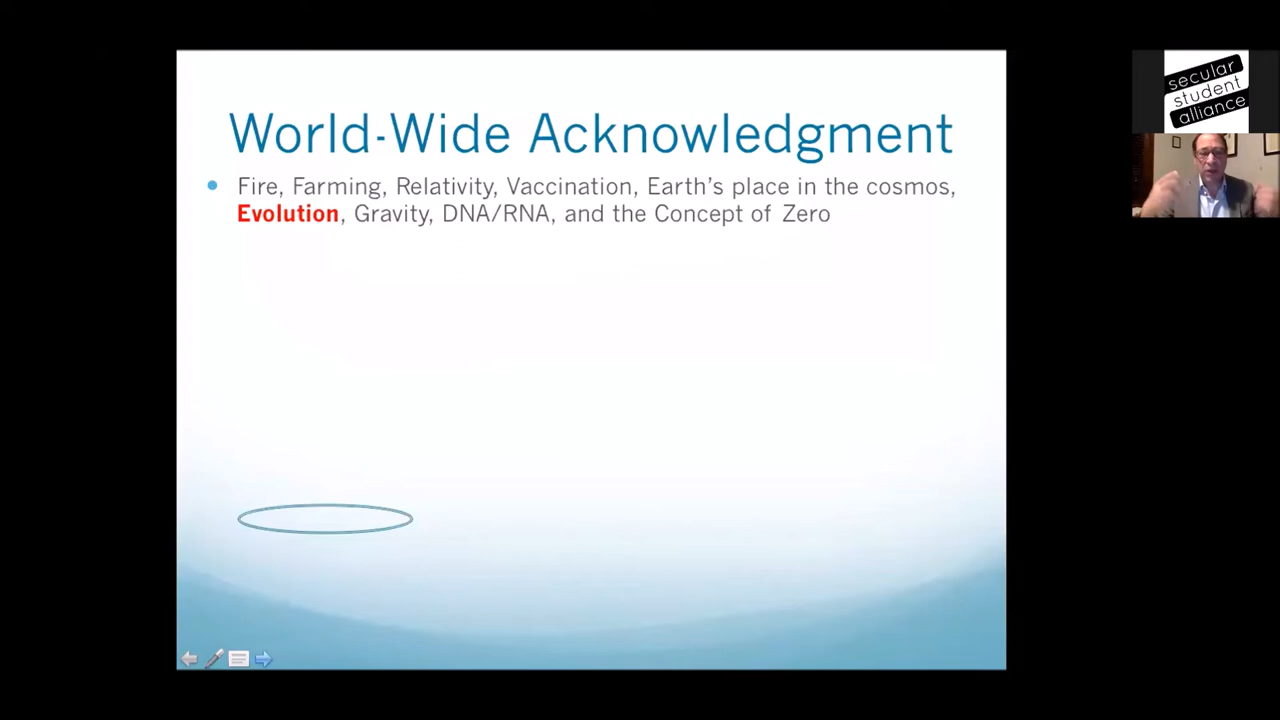 World-Wide Acknowledgment
Fire, Farming, Relativity, Vaccination, Earth's place in the cosmos,
Evolution, Gravity, DNA/RNA, and the Concept of Zero
secular
student
alliance